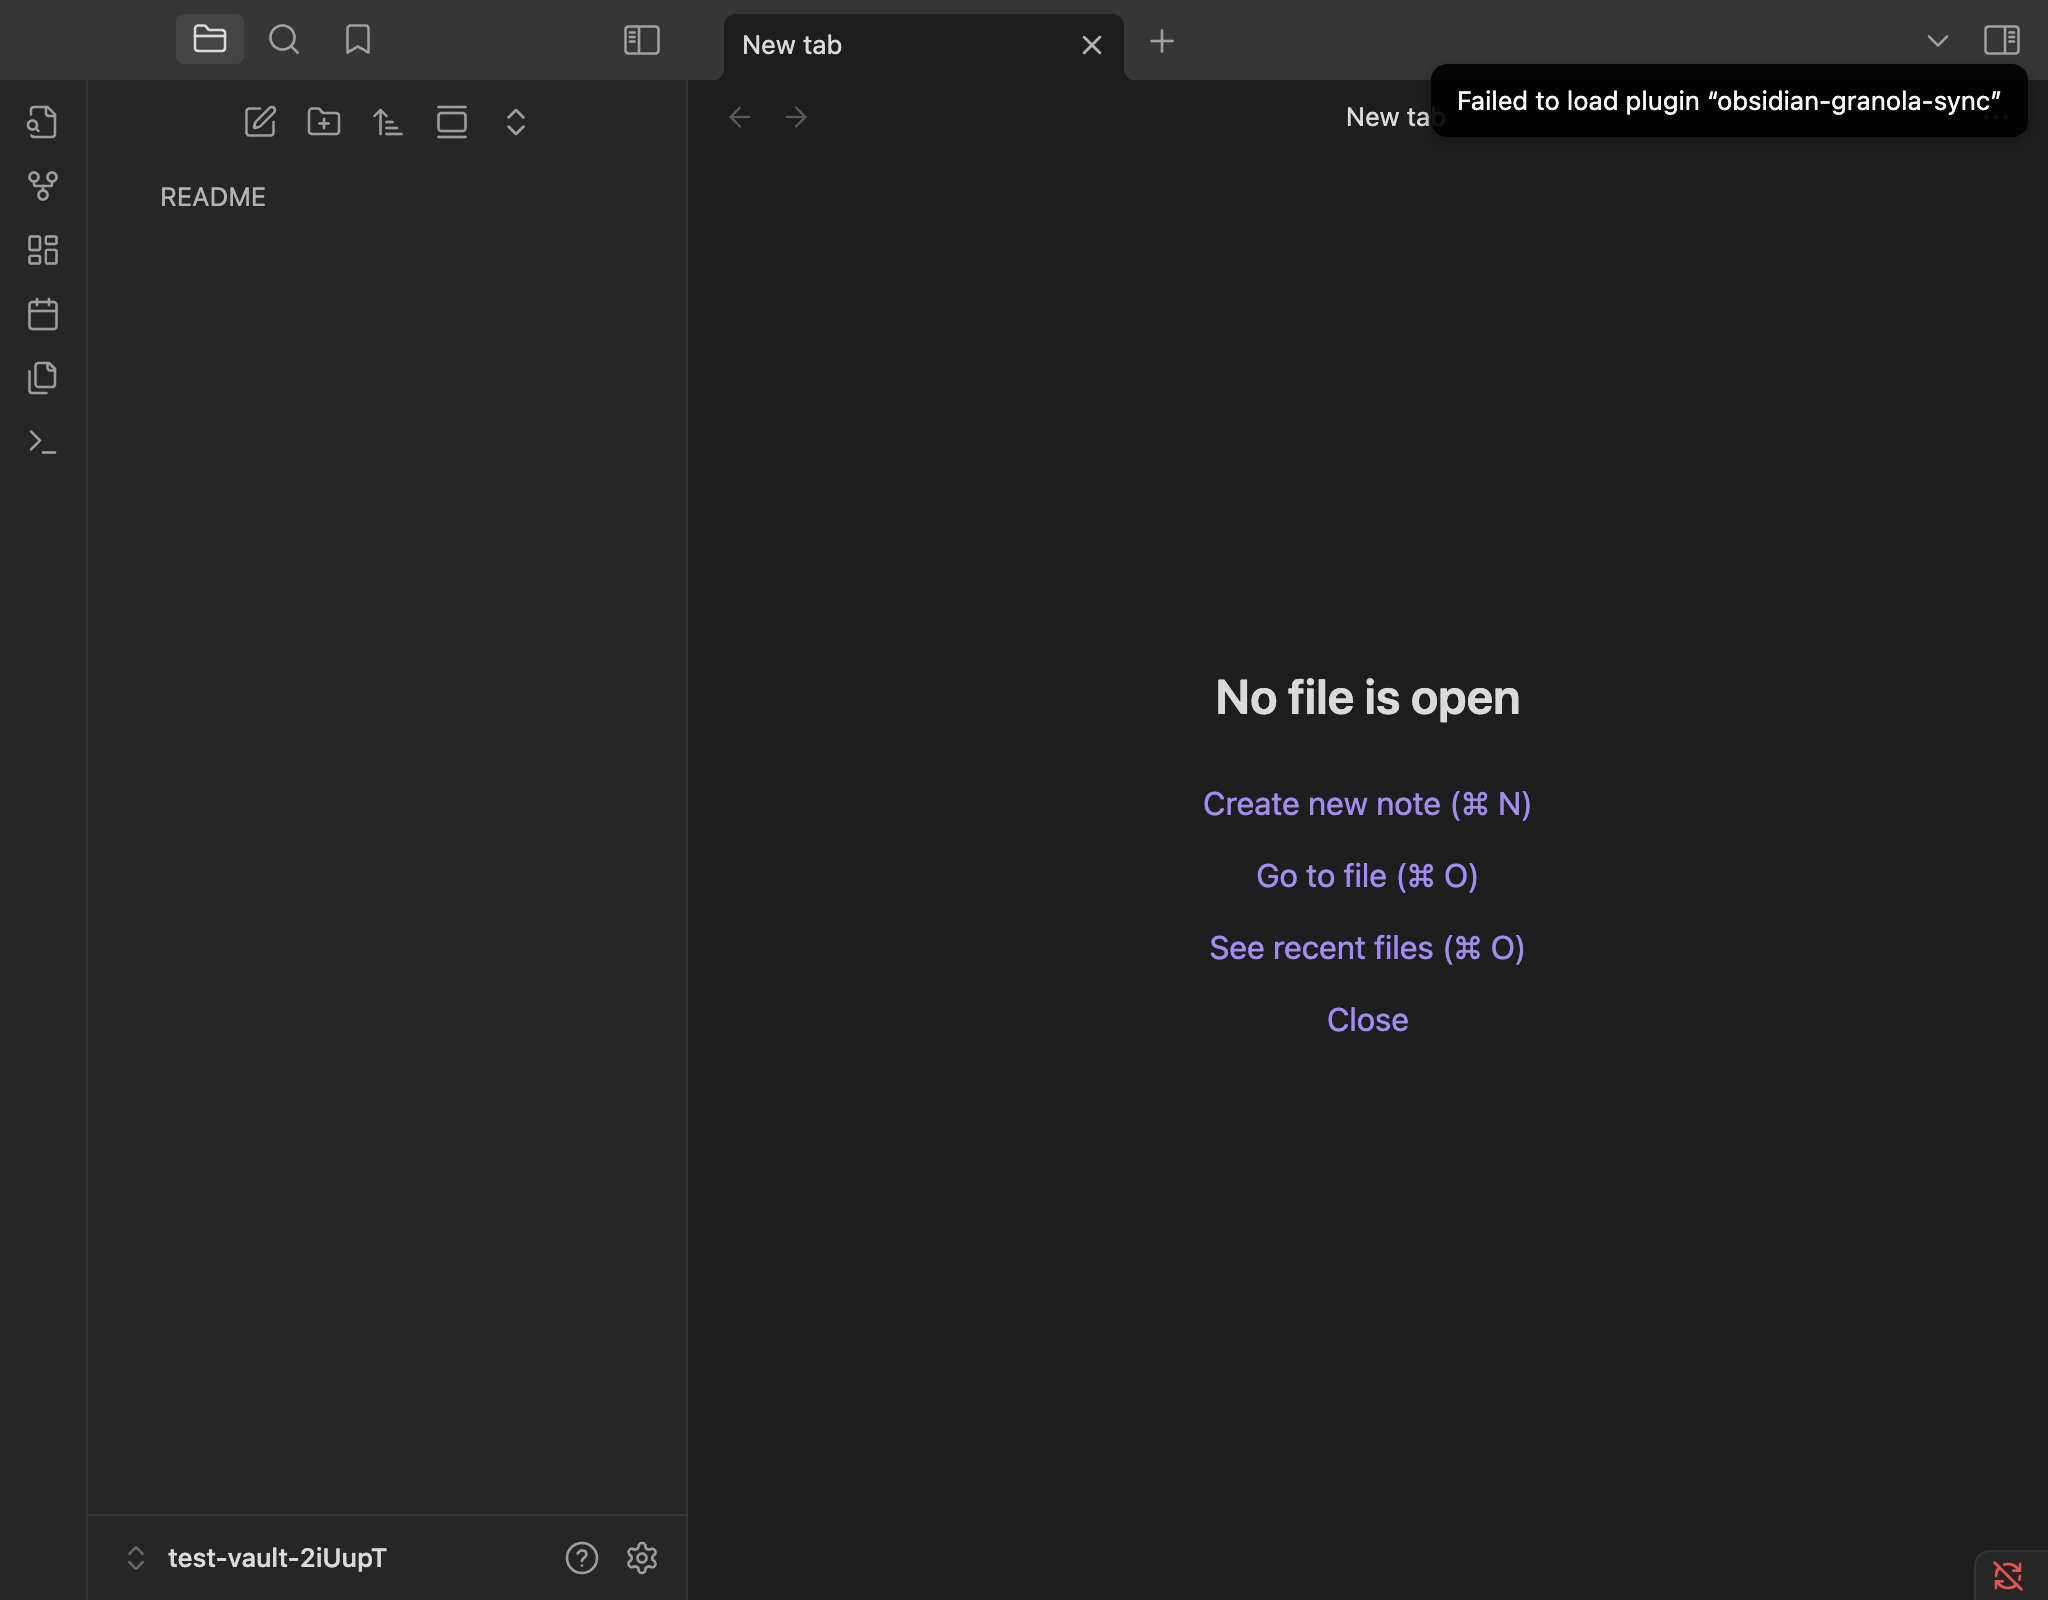 New tab
New tab
Failed to load plugin “obsidian-granola-sync”
README
No file is open
Create new note (⌘ N)
Go to file (⌘ O)
See recent files (⌘ O)
Close
test-vault-2iUupT